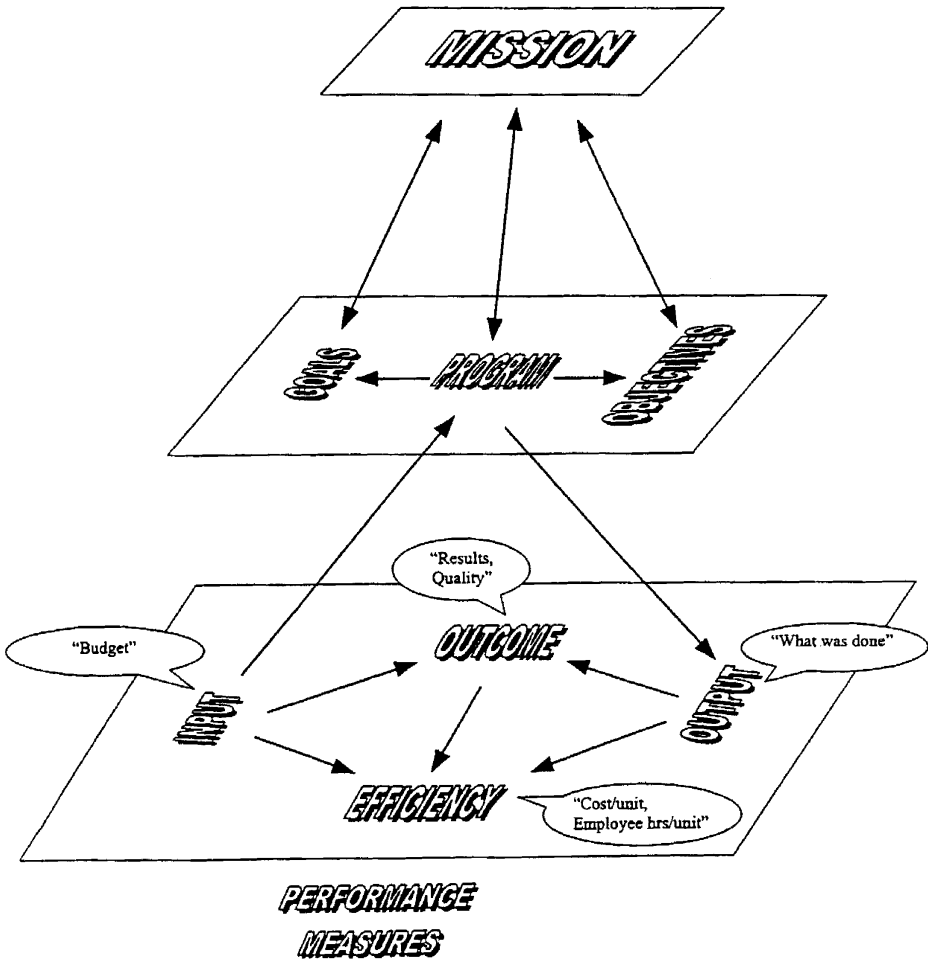 MISSION
GOALS
PROGRAM
OBJECTIVES
“Results,
Quality”
“Budget”
OUTCOME
“What was done”
INPUT
OUTPUT
EFFICIENCY
“Cost/unit,
Employee hrs/unit”
PERFORMANCE
MEASURES